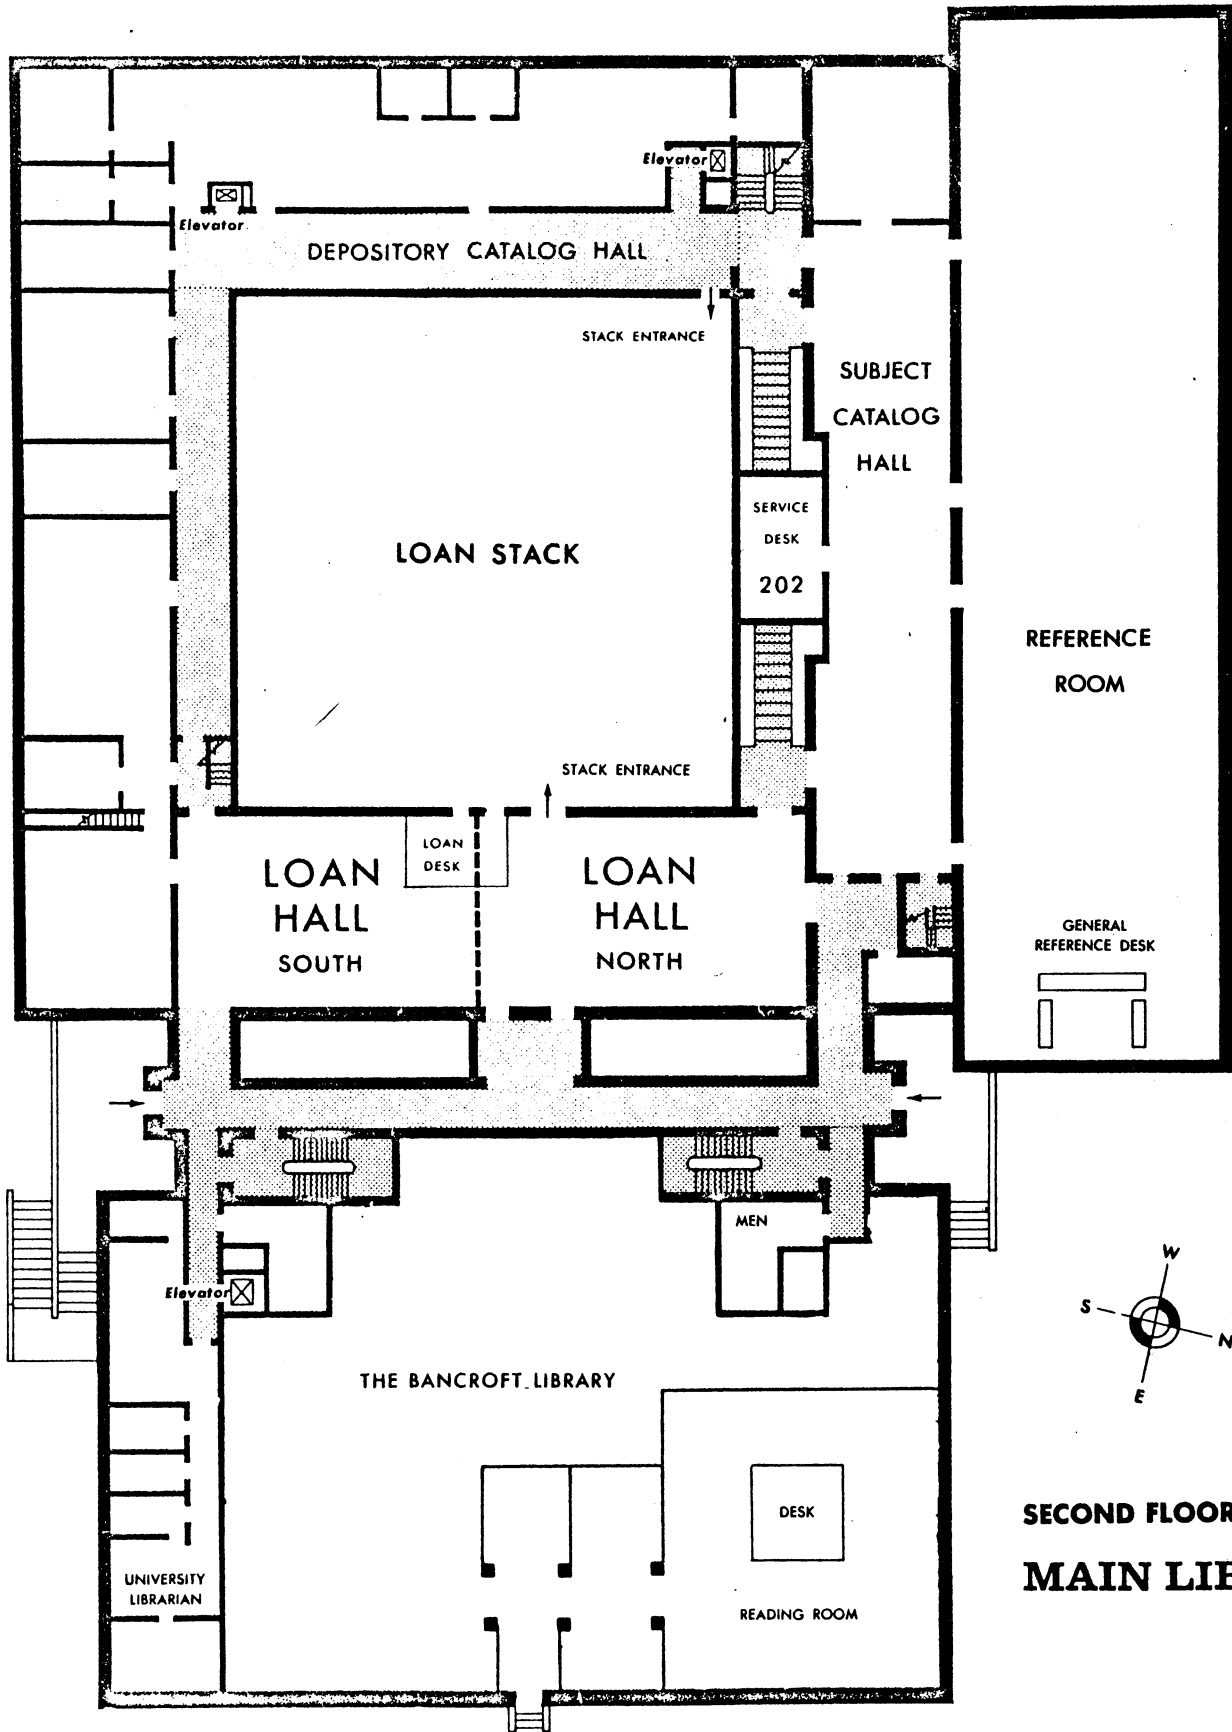 Elevator
Elevator
DEPOSITORY CATALOG HALL
STACK ENTRANCE
SUBJECT
CATALOG
HALL
SERVICE
DESK
202
LOAN STACK
REFERENCE
ROOM
STACK ENTRANCE
LOAN
DESK
LOAN
HALL
SOUTH
LOAN
HALL
NORTH
GENERAL
REFERENCE DESK
MEN
Elevator
W
S
N
E
THE BANCROFT LIBRARY
DESK
SECOND FLOOR
MAIN LIB
UNIVERSITY
LIBRARIAN
READING ROOM